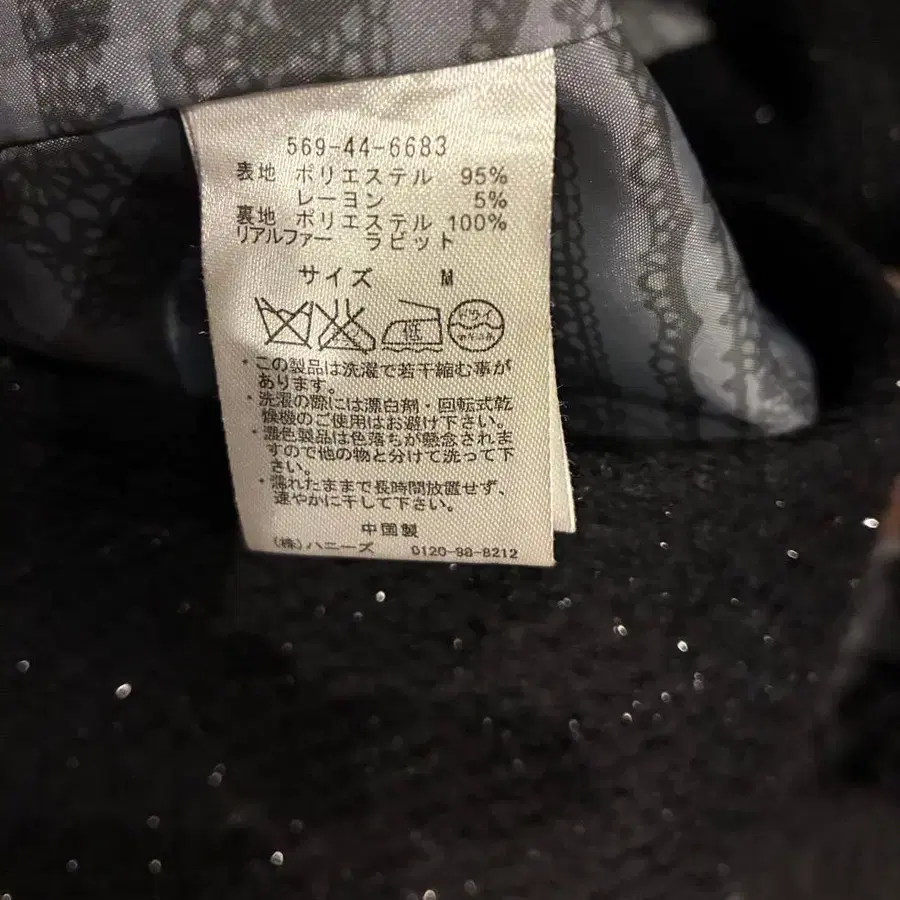 569-44-6683
表地 ポリエステル 95%
レーヨン 5%
裏地 ポリエステル 100%
リアルファー ラビット
サイズ M
ドライ
・この製品は洗濯で若干縮む事が
あります。
・洗濯の際には漂白剤・回転式乾
燥機のご使用はお避け下さい。
・濃色製品は色落ちが懸念されま
すので他の物と分けて洗って下
さい。
・濡れたままで長時間放置せず、
速やかに干して下さい。
中国製
(株)ハニーズ 0120-98-8212